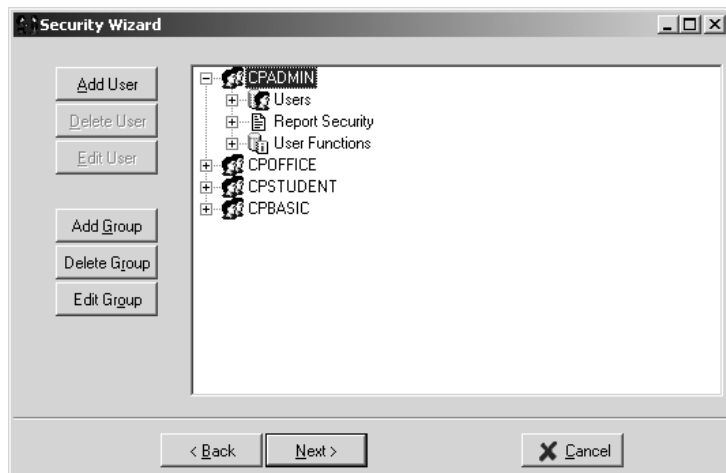 Security Wizard
Add User
Delete User
Edit User
Add Group
Delete Group
Edit Group
CPADMIN
Users
Report Security
User Functions
CPOFFICE
CPSTUDENT
CPBASIC
< Back
Next >
Cancel